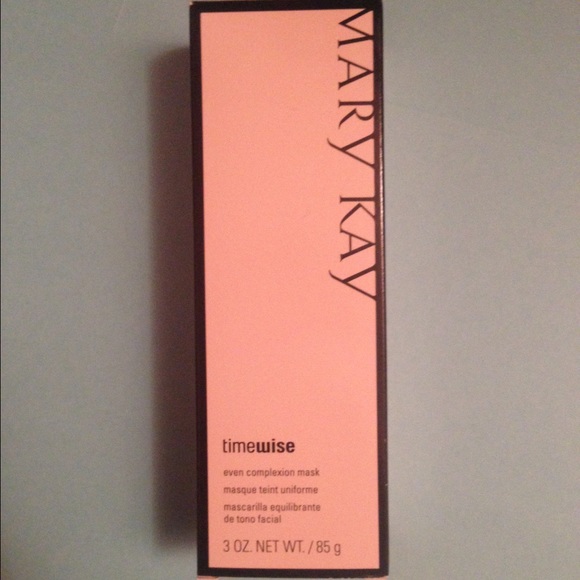 MARY KAY
timewise
even complexion mask
masque teint uniforme
mascarilla equilibrante
de tono facial
3 OZ. NET WT. / 85 g